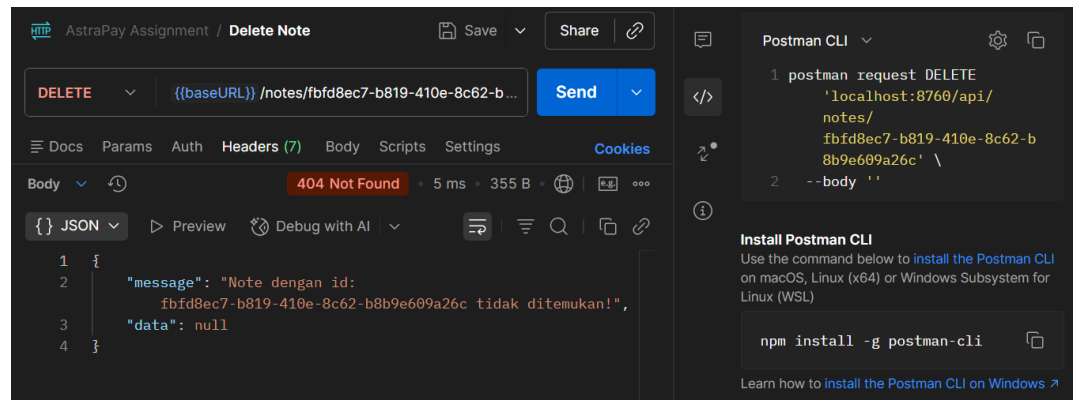 HTTP AstraPay Assignment / Delete Note Save Share
DELETE {{baseURL}} /notes/fbfd8ec7-b819-410e-8c62-b... Send
Docs Params Auth Headers (7) Body Scripts Settings Cookies
Body 404 Not Found • 5 ms • 355 B • e.g.
{ } JSON Preview Debug with AI
1 {
2 "message": "Note dengan id:
fbfd8ec7-b819-410e-8c62-b8b9e609a26c tidak ditemukan!",
3 "data": null
4 }
Postman CLI
</>
1 postman request DELETE
'localhost:8760/api/
notes/
fbfd8ec7-b819-410e-8c62-b
8b9e609a26c' \
2 --body ''
Install Postman CLI
Use the command below to install the Postman CLI
on macOS, Linux (x64) or Windows Subsystem for
Linux (WSL)
npm install -g postman-cli
Learn how to install the Postman CLI on Windows ↗